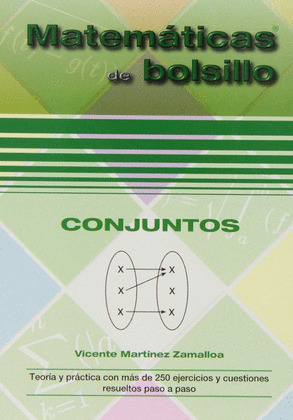 Matemáticas®
de bolsillo
CONJUNTOS
X X
X X
X X
Vicente Martínez Zamalloa
Teoría y práctica con más de 250 ejercicios y cuestiones
resueltos paso a paso